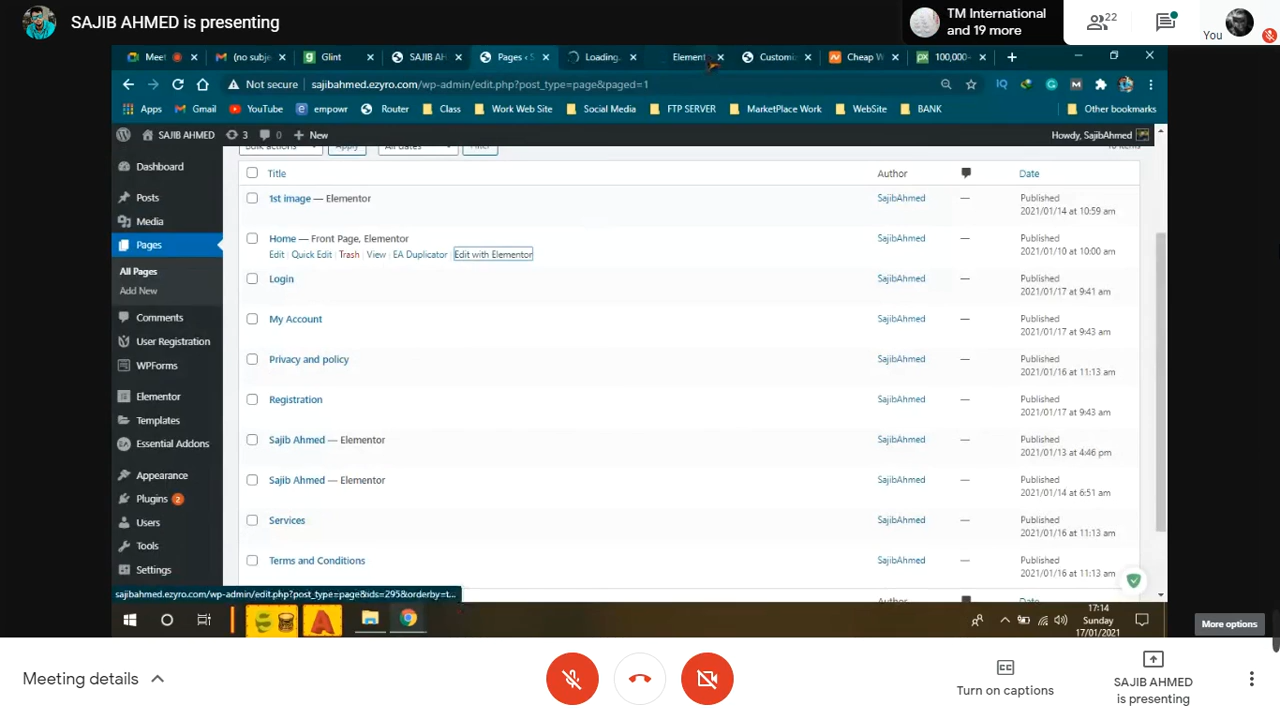 SAJIB AHMED is presenting
TM International
and 19 more
22
You
Meet
(no subje
Glint
SAJIB AH
Pages ‹ S
Loading.
Element
Customi
Cheap W
100,000-
Not secure
sajibahmed.ezyro.com/wp-admin/edit.php?post_type=page&paged=1
Apps
Gmail
YouTube
empowr
Router
Class
Work Web Site
Social Media
FTP SERVER
MarketPlace Work
WebSite
BANK
Other bookmarks
SAJIB AHMED
3
0
New
Howdy, SajibAhmed
Bulk actions
Apply
All dates
Filter
Dashboard
Posts
Media
Pages
All Pages
Add New
Comments
User Registration
WPForms
Elementor
Templates
Essential Addons
Appearance
Plugins 2
Users
Tools
Settings
Title
Author
Date
1st image — Elementor
SajibAhmed
—
Published
2021/01/14 at 10:59 am
Home — Front Page, Elementor
Edit | Quick Edit | Trash | View | EA Duplicator | Edit with Elementor
SajibAhmed
—
Published
2021/01/10 at 10:00 am
Login
SajibAhmed
—
Published
2021/01/17 at 9:41 am
My Account
SajibAhmed
—
Published
2021/01/17 at 9:43 am
Privacy and policy
SajibAhmed
—
Published
2021/01/16 at 11:13 am
Registration
SajibAhmed
—
Published
2021/01/17 at 9:43 am
Sajib Ahmed — Elementor
SajibAhmed
—
Published
2021/01/13 at 4:46 pm
Sajib Ahmed — Elementor
SajibAhmed
—
Published
2021/01/14 at 6:51 am
Services
SajibAhmed
—
Published
2021/01/16 at 11:13 am
Terms and Conditions
SajibAhmed
—
Published
2021/01/16 at 11:13 am
Author
Date
sajibahmed.ezyro.com/wp-admin/edit.php?post_type=page&ids=295&orderby=t...
17:14
Sunday
17/01/2021
More options
Meeting details
Turn on captions
SAJIB AHMED
is presenting